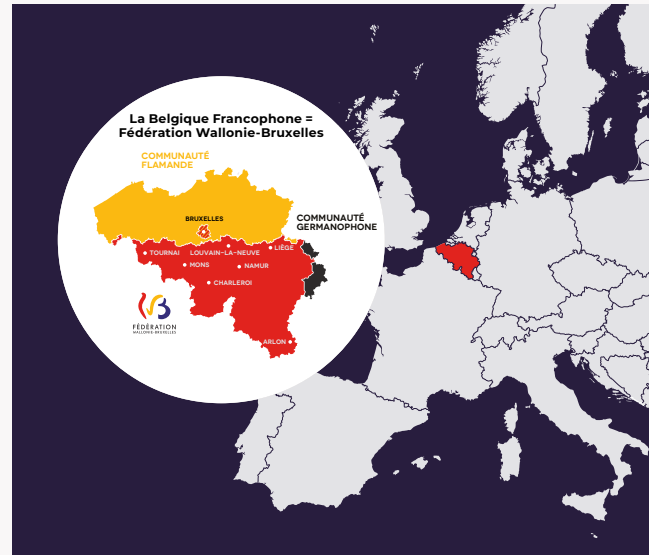 La Belgique Francophone =
Fédération Wallonie-Bruxelles
COMMUNAUTÉ
FLAMANDE
BRUXELLES
COMMUNAUTÉ
GERMANOPHONE
TOURNAI
LOUVAIN-LA-NEUVE
LIÈGE
MONS
NAMUR
CHARLEROI
FÉDÉRATION
WALLONIE-BRUXELLES
ARLON